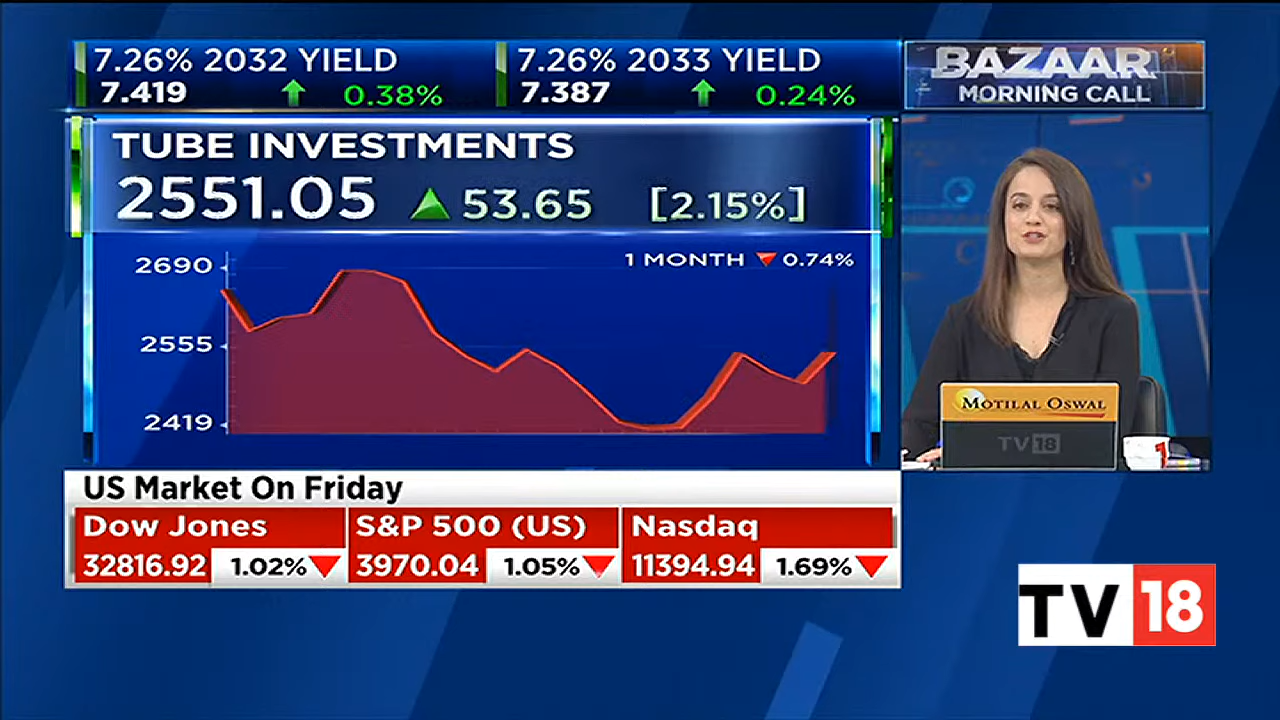 7.26% 2032 YIELD
7.419 0.38%
7.26% 2033 YIELD
7.387 0.24%
BAZAAR
MORNING CALL
TUBE INVESTMENTS
2551.05 53.65 [2.15%]
1 MONTH 0.74%
2690
2555
2419
MOTILAL OSWAL
TV18
US Market On Friday
Dow Jones
32816.92 1.02%
S&P 500 (US)
3970.04 1.05%
Nasdaq
11394.94 1.69%
TV18